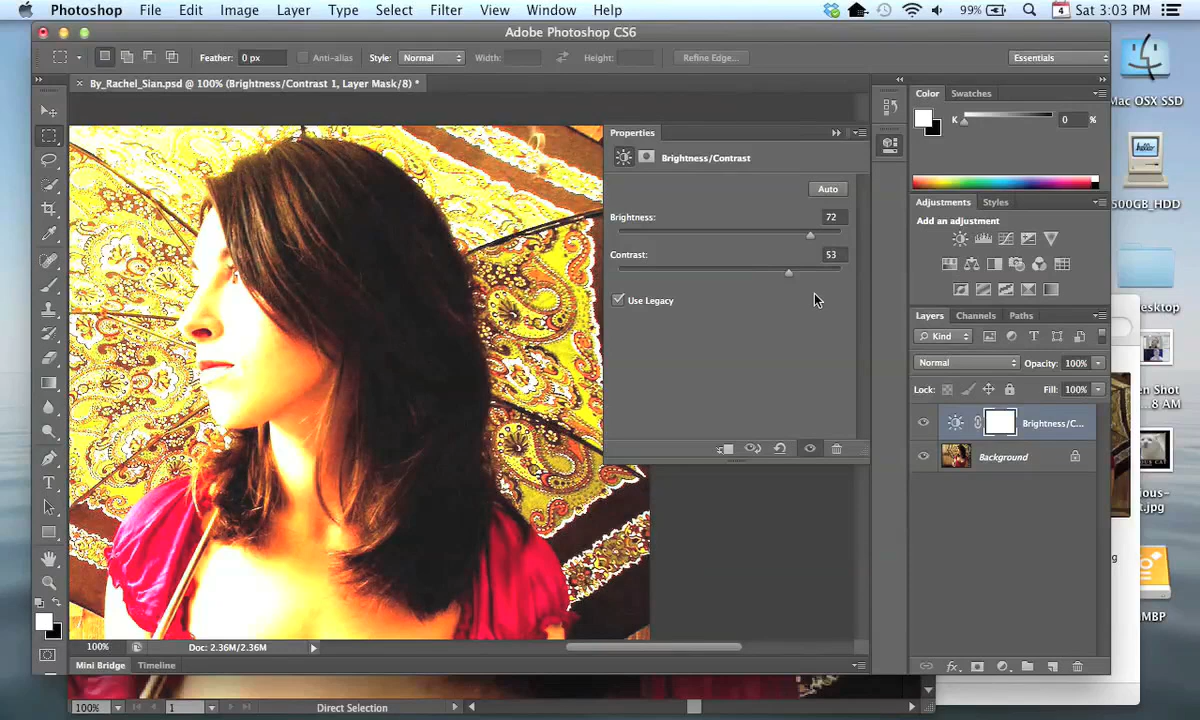 Photoshop File Edit Image Layer Type Select Filter View Window Help 99% 4 Sat 3:03 PM
Adobe Photoshop CS6
Feather: 0 px Anti-alias Style: Normal Width: Height: Refine Edge... Essentials
× By_Rachel_Sian.psd @ 100% (Brightness/Contrast 1, Layer Mask/8) *
Properties
Brightness/Contrast
Auto
Brightness: 72
Contrast: 53
Use Legacy
Color Swatches
K 0 %
Adjustments Styles
Add an adjustment
Layers Channels Paths
Kind
Normal Opacity: 100%
Lock: Fill: 100%
Brightness/C...
Background
Mac OSX SSD
hello
500GB_HDD
esktop
en Shot
...8 AM
ious-
t.jpg
MBP
100% Doc: 2.36M/2.36M
Mini Bridge Timeline
100% 1 Direct Selection